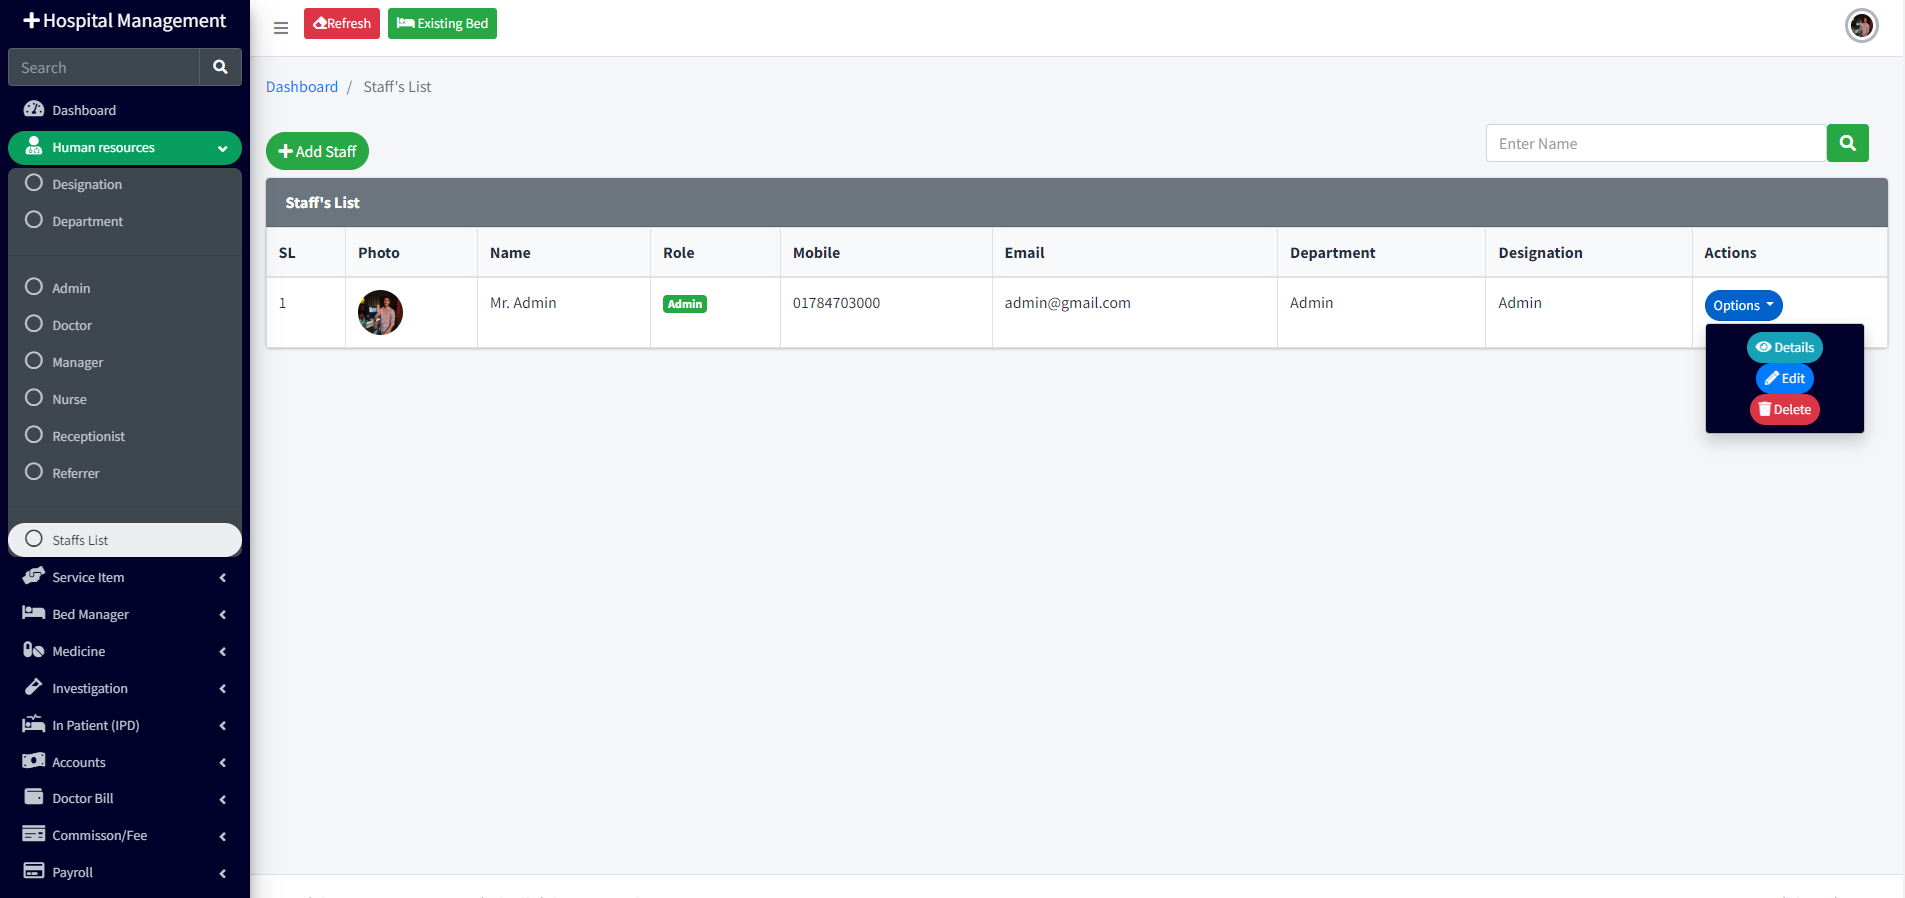 Hospital Management
Search
Dashboard
Human resources
Designation
Department
Admin
Doctor
Manager
Nurse
Receptionist
Referrer
Staffs List
Service Item
Bed Manager
Medicine
Investigation
In Patient (IPD)
Accounts
Doctor Bill
Commisson/Fee
Payroll
Refresh Existing Bed
Dashboard / Staff's List
Add Staff
Enter Name
Staff's List
SL Photo Name Role Mobile Email Department Designation Actions
1 Mr. Admin Admin 01784703000 admin@gmail.com Admin Admin Options
Details
Edit
Delete